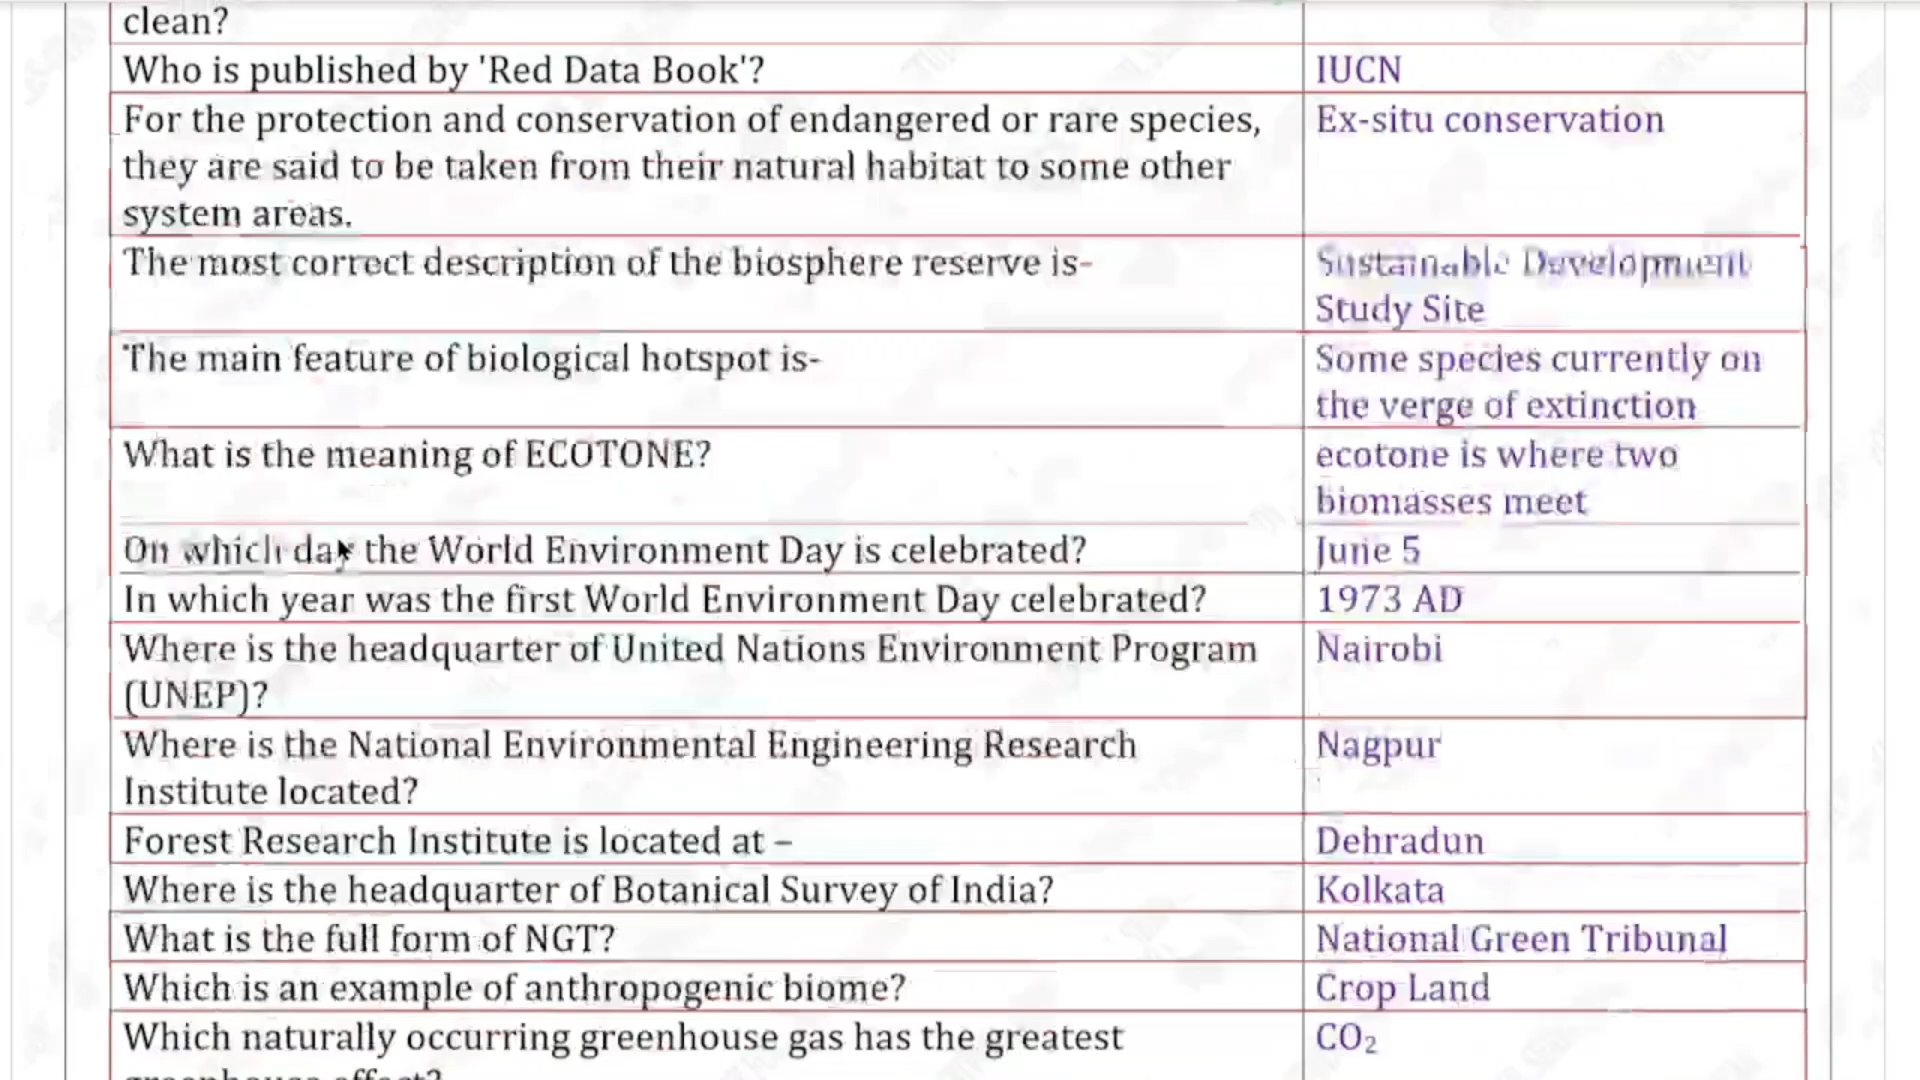 clean?
Who is published by 'Red Data Book'?
IUCN
For the protection and conservation of endangered or rare species,
they are said to be taken from their natural habitat to some other
system areas.
Ex-situ conservation
The most correct description of the biosphere reserve is-
Sustainable Development
Study Site
The main feature of biological hotspot is-
Some species currently on
the verge of extinction
What is the meaning of ECOTONE?
ecotone is where two
biomasses meet
On which day the World Environment Day is celebrated?
June 5
In which year was the first World Environment Day celebrated?
1973 AD
Where is the headquarter of United Nations Environment Program
(UNEP)?
Nairobi
Where is the National Environmental Engineering Research
Institute located?
Nagpur
Forest Research Institute is located at –
Dehradun
Where is the headquarter of Botanical Survey of India?
Kolkata
What is the full form of NGT?
National Green Tribunal
Which is an example of anthropogenic biome?
Crop Land
Which naturally occurring greenhouse gas has the greatest
greenhouse effect?
CO₂